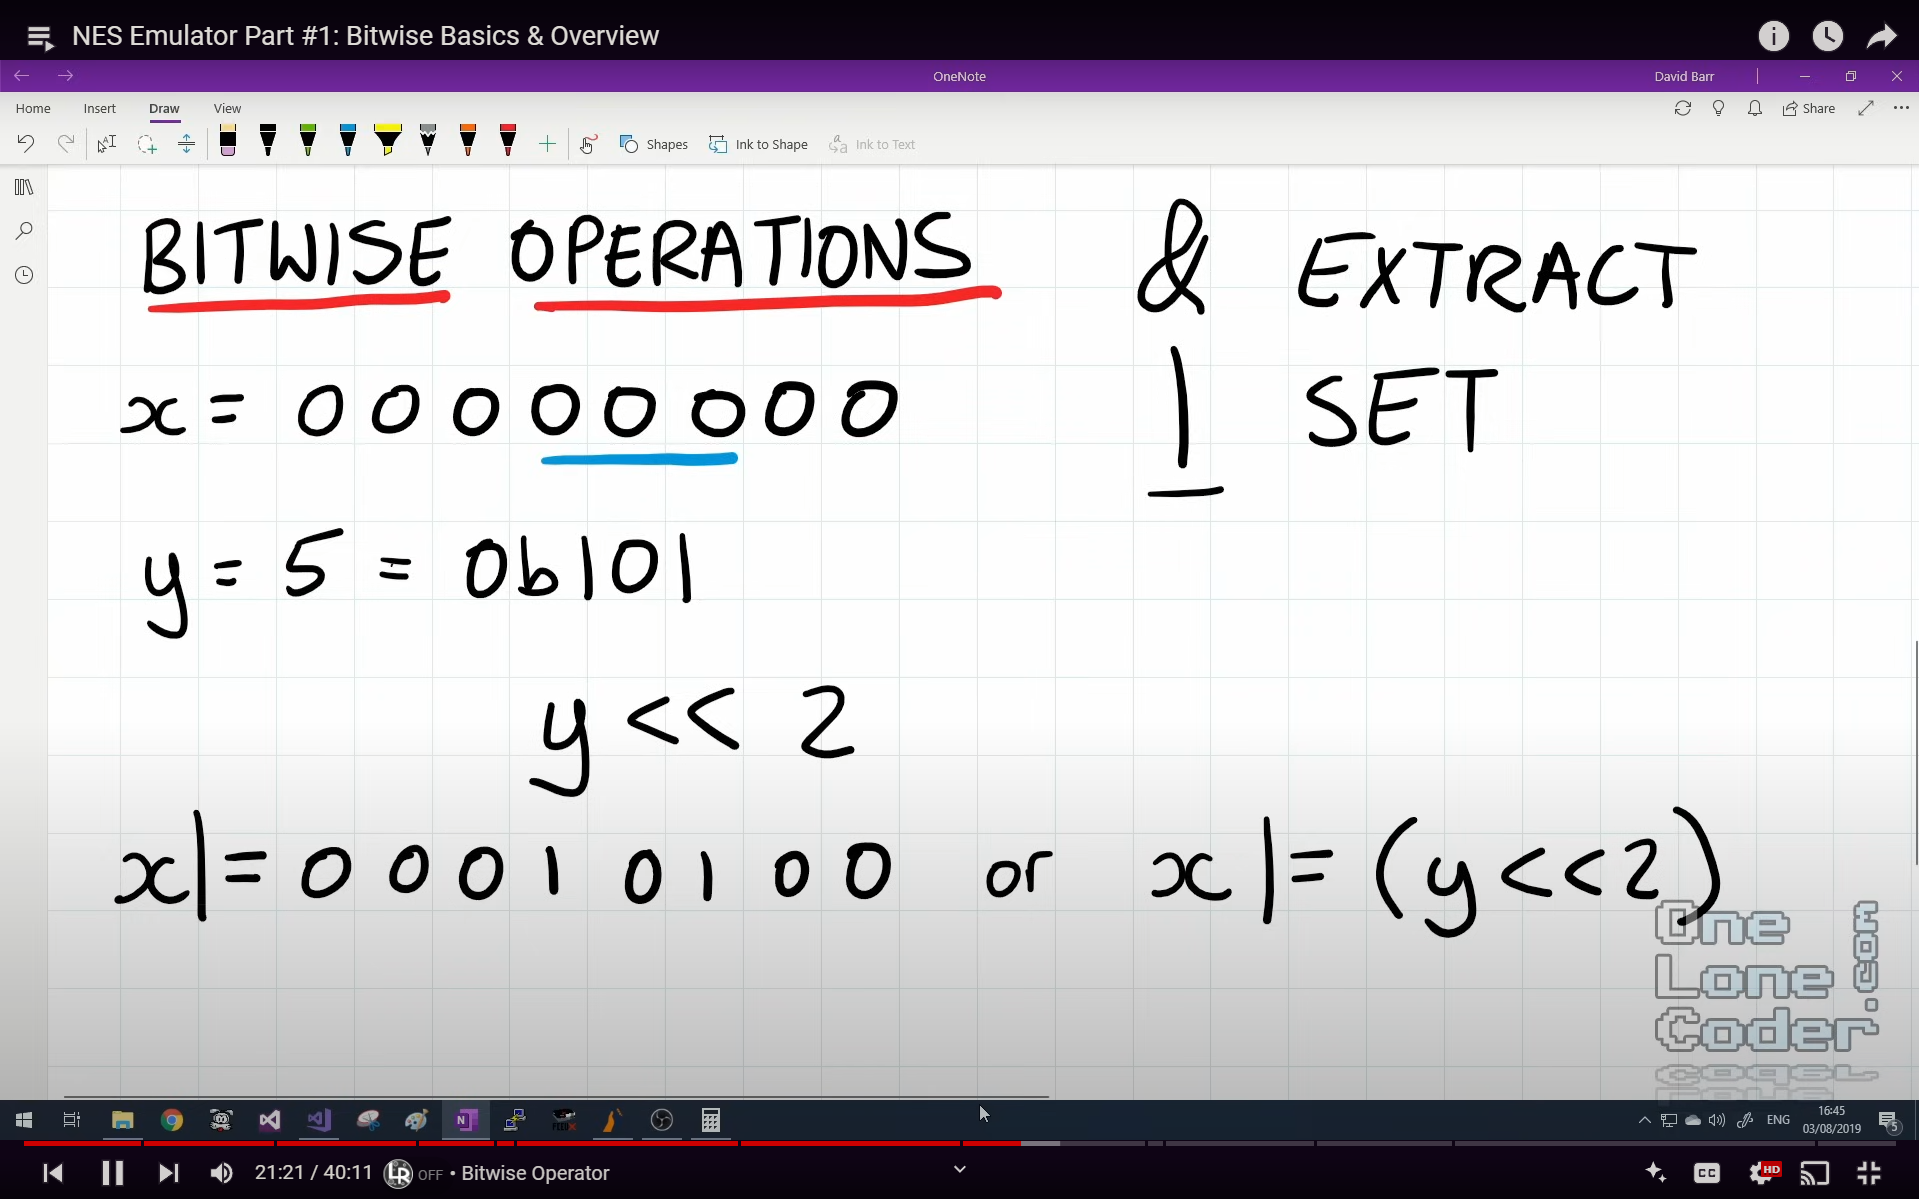 NES Emulator Part #1: Bitwise Basics & Overview
OneNote
David Barr
Home Insert Draw View
Share
Shapes Ink to Shape Ink to Text
BITWISE OPERATIONS
& EXTRACT
x = 0 0 0 0 0 0 0 0
| SET
y = 5 = 0b101
y << 2
x |= 0 0 0 1 0 1 0 0 or x |= (y << 2)
One
Lone
Coder
.com
ENG
16:45
03/08/2019
5
21:21 / 40:11 LR OFF • Bitwise Operator
CC
HD